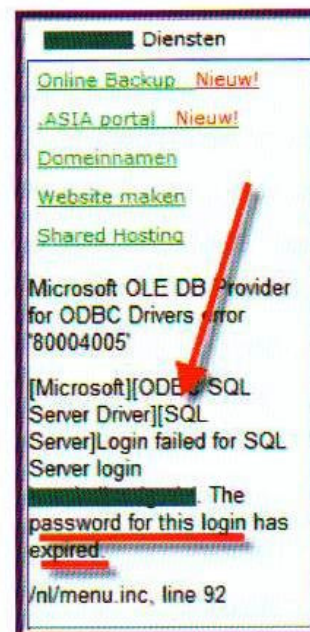 Diensten
Online Backup Nieuw!
.ASIA portal Nieuw!
Domeinnamen
Website maken
Shared Hosting
Microsoft OLE DB Provider
for ODBC Drivers error
'80004005'
[Microsoft][ODBC SQL
Server Driver][SQL
Server]Login failed for SQL
Server login
. The
password for this login has
expired.
/nl/menu.inc, line 92